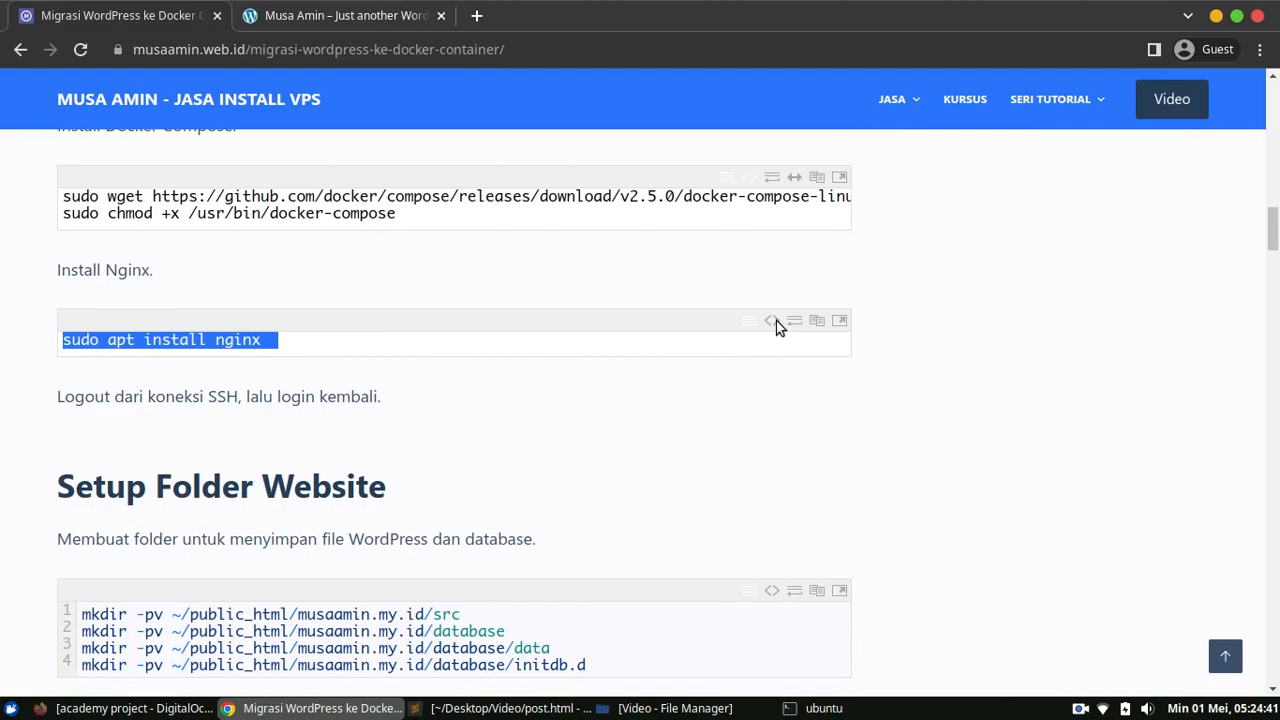 Migrasi WordPress ke Docker C
Musa Amin – Just another Word
musaamin.web.id/migrasi-wordpress-ke-docker-container/
Guest
MUSA AMIN - JASA INSTALL VPS
JASA
KURSUS
SERI TUTORIAL
Video
Install Docker Composer
sudo wget https://github.com/docker/compose/releases/download/v2.5.0/docker-compose-linu
sudo chmod +x /usr/bin/docker-compose
Install Nginx.
sudo apt install nginx
Logout dari koneksi SSH, lalu login kembali.
Setup Folder Website
Membuat folder untuk menyimpan file WordPress dan database.
1 mkdir -pv ~/public_html/musaamin.my.id/src
2 mkdir -pv ~/public_html/musaamin.my.id/database
3 mkdir -pv ~/public_html/musaamin.my.id/database/data
4 mkdir -pv ~/public_html/musaamin.my.id/database/initdb.d
[academy project - DigitalOc...
Migrasi WordPress ke Docke...
[~/Desktop/Video/post.html - ...
[Video - File Manager]
ubuntu
Min 01 Mei, 05:24:41